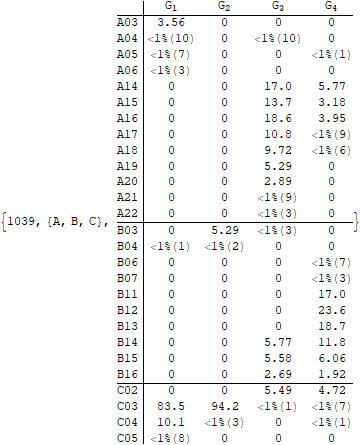 G1 G2 G3 G4
A03 3.56 0 0 0
A04 <1%(10) 0 <1%(10) 0
A05 <1%(7) 0 0 <1%(1)
A06 <1%(3) 0 0 0
A14 0 0 17.0 5.77
A15 0 0 13.7 3.18
A16 0 0 18.6 3.95
A17 0 0 10.8 <1%(9)
A18 0 0 9.72 <1%(6)
A19 0 0 5.29 0
A20 0 0 2.89 0
A21 0 0 <1%(9) 0
A22 0 0 <1%(3) 0
{1039, {A, B, C}, B03 0 5.29 <1%(3) 0 }
B04 <1%(1) <1%(2) 0 0
B06 0 0 0 <1%(7)
B07 0 0 0 <1%(3)
B11 0 0 0 17.0
B12 0 0 0 23.6
B13 0 0 0 18.7
B14 0 0 5.77 11.8
B15 0 0 5.58 6.06
B16 0 0 2.69 1.92
C02 0 0 5.49 4.72
C03 83.5 94.2 <1%(1) <1%(7)
C04 10.1 <1%(3) 0 <1%(1)
C05 <1%(8) 0 0 0